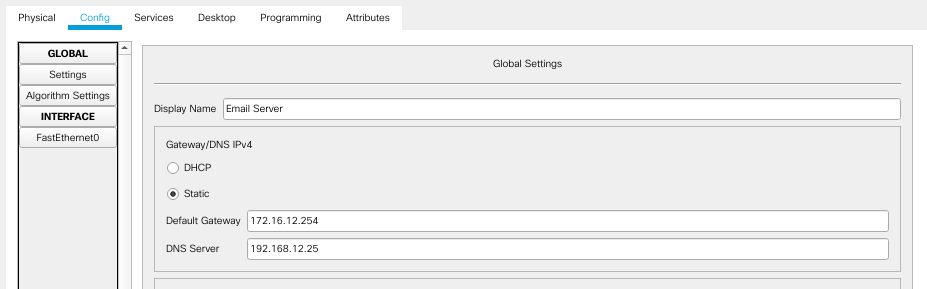 Physical Config Services Desktop Programming Attributes
GLOBAL
Settings
Algorithm Settings
INTERFACE
FastEthernet0
Global Settings
Display Name Email Server
Gateway/DNS IPv4
DHCP
Static
Default Gateway 172.16.12.254
DNS Server 192.168.12.25